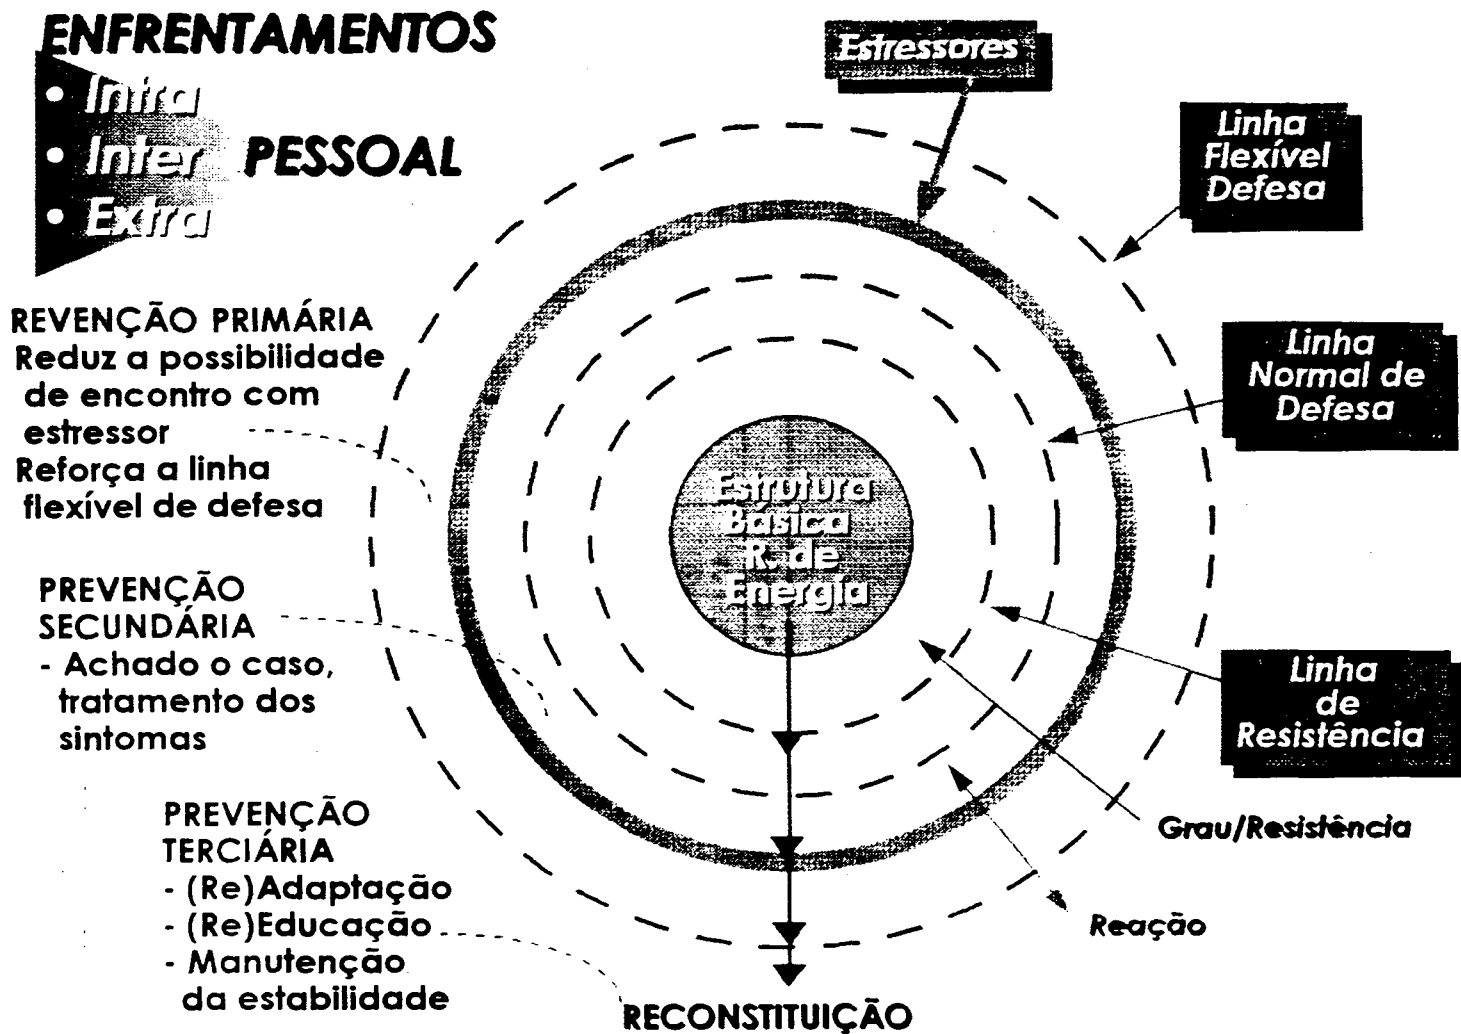 ENFRENTAMENTOS
• Intra
• Inter PESSOAL
• Extra
Estressores
Linha
Flexível
Defesa
REVENÇÃO PRIMÁRIA
Reduz a possibilidade
de encontro com
estressor
Reforça a linha
flexível de defesa
Linha
Normal de
Defesa
Estrutura
Básica
R. de
Energia
PREVENÇÃO
SECUNDÁRIA
- Achado o caso,
tratamento dos
sintomas
Linha
de
Resistência
Grau/Resistência
Reação
PREVENÇÃO
TERCIÁRIA
- (Re)Adaptação
- (Re)Educação
- Manutenção
da estabilidade
RECONSTITUIÇÃO